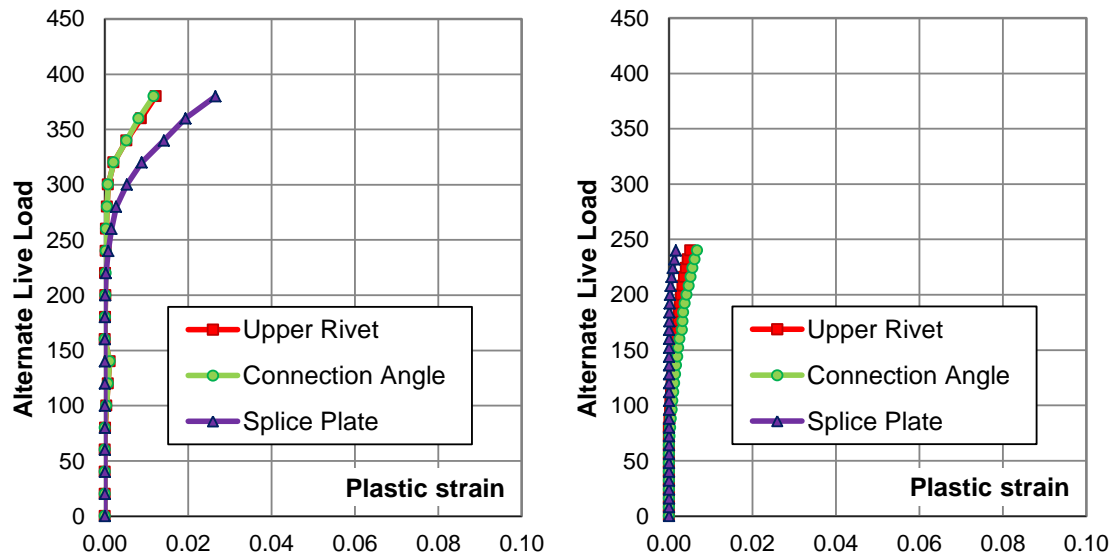 450
400
350
300
250
200
150
100
50
0
Alternate Live Load
Upper Rivet
Connection Angle
Splice Plate
Plastic strain
0.00 0.02 0.04 0.06 0.08 0.10
450
400
350
300
250
200
150
100
50
0
Alternate Live Load
Upper Rivet
Connection Angle
Splice Plate
Plastic strain
0.00 0.02 0.04 0.06 0.08 0.10